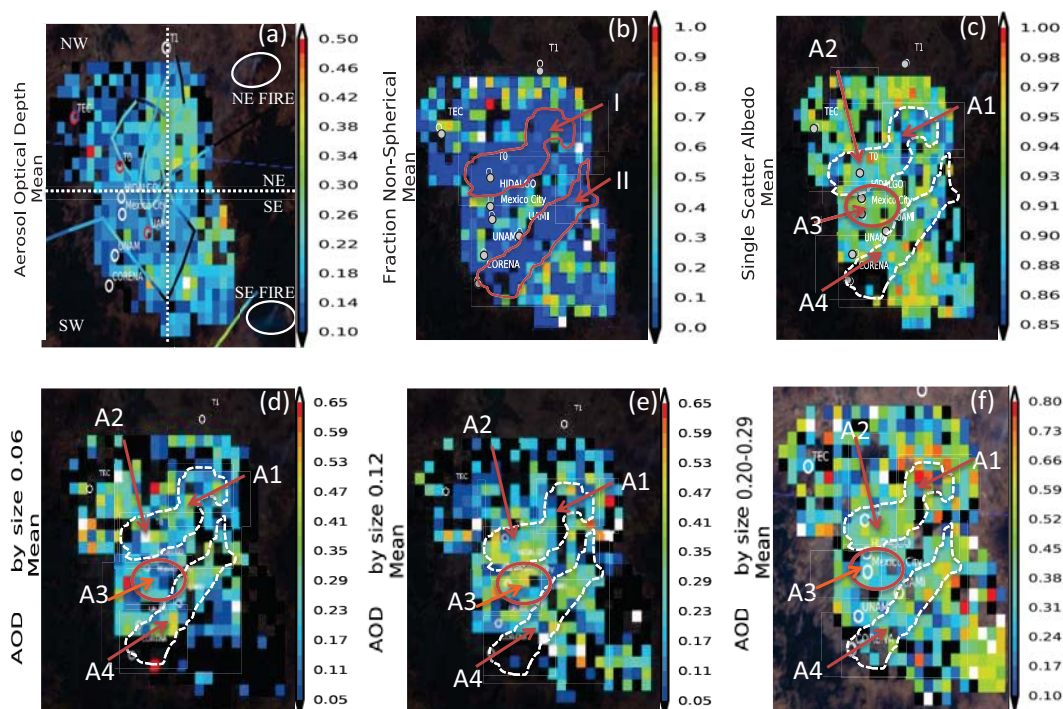 (a)
NW
T1
NE FIRE
TEC
T0
HIDALGO
NE
Mexico City
SE
UAMI
UNAM
CORENA
SE FIRE
SW
Aerosol Optical Depth
Mean
0.50
0.46
0.42
0.38
0.34
0.30
0.26
0.22
0.18
0.14
0.10
(b)
T1
I
TEC
T0
HIDALGO
II
Mexico City
UAMI
UNAM
CORENA
Fraction Non-Spherical
Mean
1.0
0.9
0.8
0.7
0.6
0.5
0.4
0.3
0.2
0.1
0.0
(c)
A2
T1
A1
TEC
T0
HIDALGO
Mexico City
A3
UAMI
UNAM
CORENA
A4
Single Scatter Albedo
Mean
1.00
0.98
0.97
0.96
0.94
0.93
0.91
0.90
0.88
0.86
0.85
(d)
A2
T1
TEC
A1
A3
A4
AOD by size 0.06
Mean
0.65
0.59
0.53
0.47
0.41
0.35
0.29
0.23
0.17
0.11
0.05
(e)
A2
T1
TEC
A1
A3
A4
AOD by size 0.12
Mean
0.65
0.59
0.53
0.47
0.41
0.35
0.29
0.23
0.17
0.11
0.05
(f)
A2
TEC
A1
Mexico City
A3
UAMI
UNAM
CORENA
A4
AOD by size 0.20-0.29
Mean
0.80
0.73
0.66
0.59
0.52
0.45
0.38
0.31
0.24
0.17
0.10